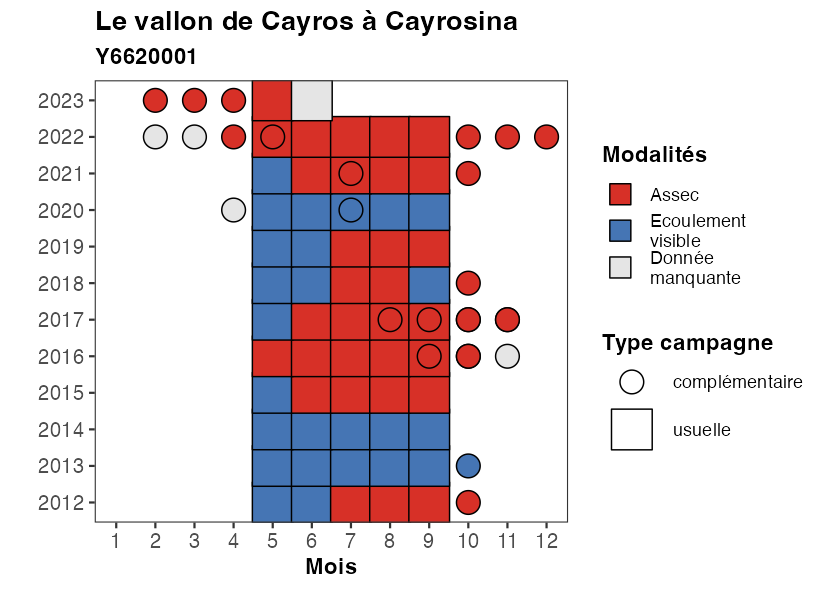 Le vallon de Cayros à Cayrosina
Y6620001
2023
2022
2021
2020
2019
2018
2017
2016
2015
2014
2013
2012
1 2 3 4 5 6 7 8 9 10 11 12
Mois
Modalités
Assec
Ecoulement
visible
Donnée
manquante
Type campagne
complémentaire
usuelle